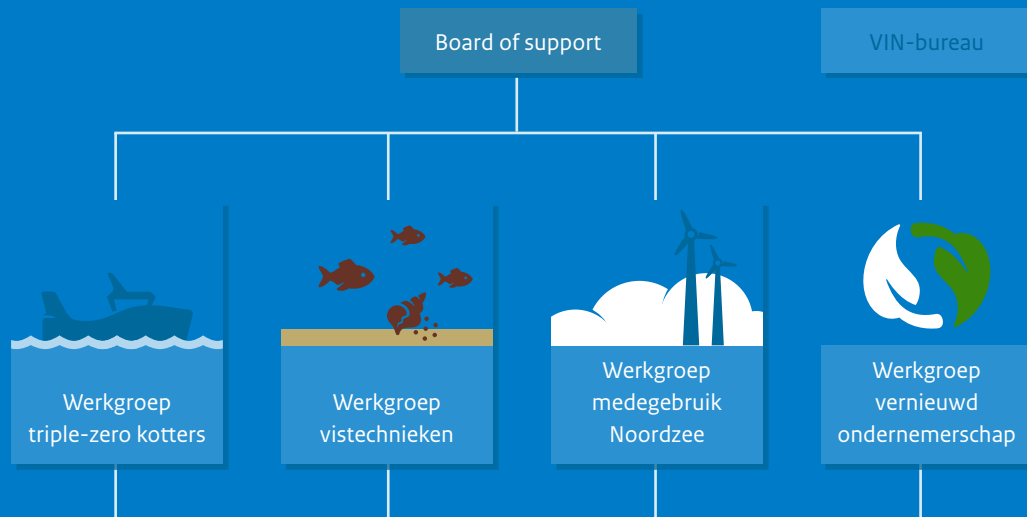 Board of support
VIN-bureau
Werkgroep
triple-zero kotters
Werkgroep
vistechnieken
Werkgroep
medegebruik
Noordzee
Werkgroep
vernieuwd
ondernemerschap